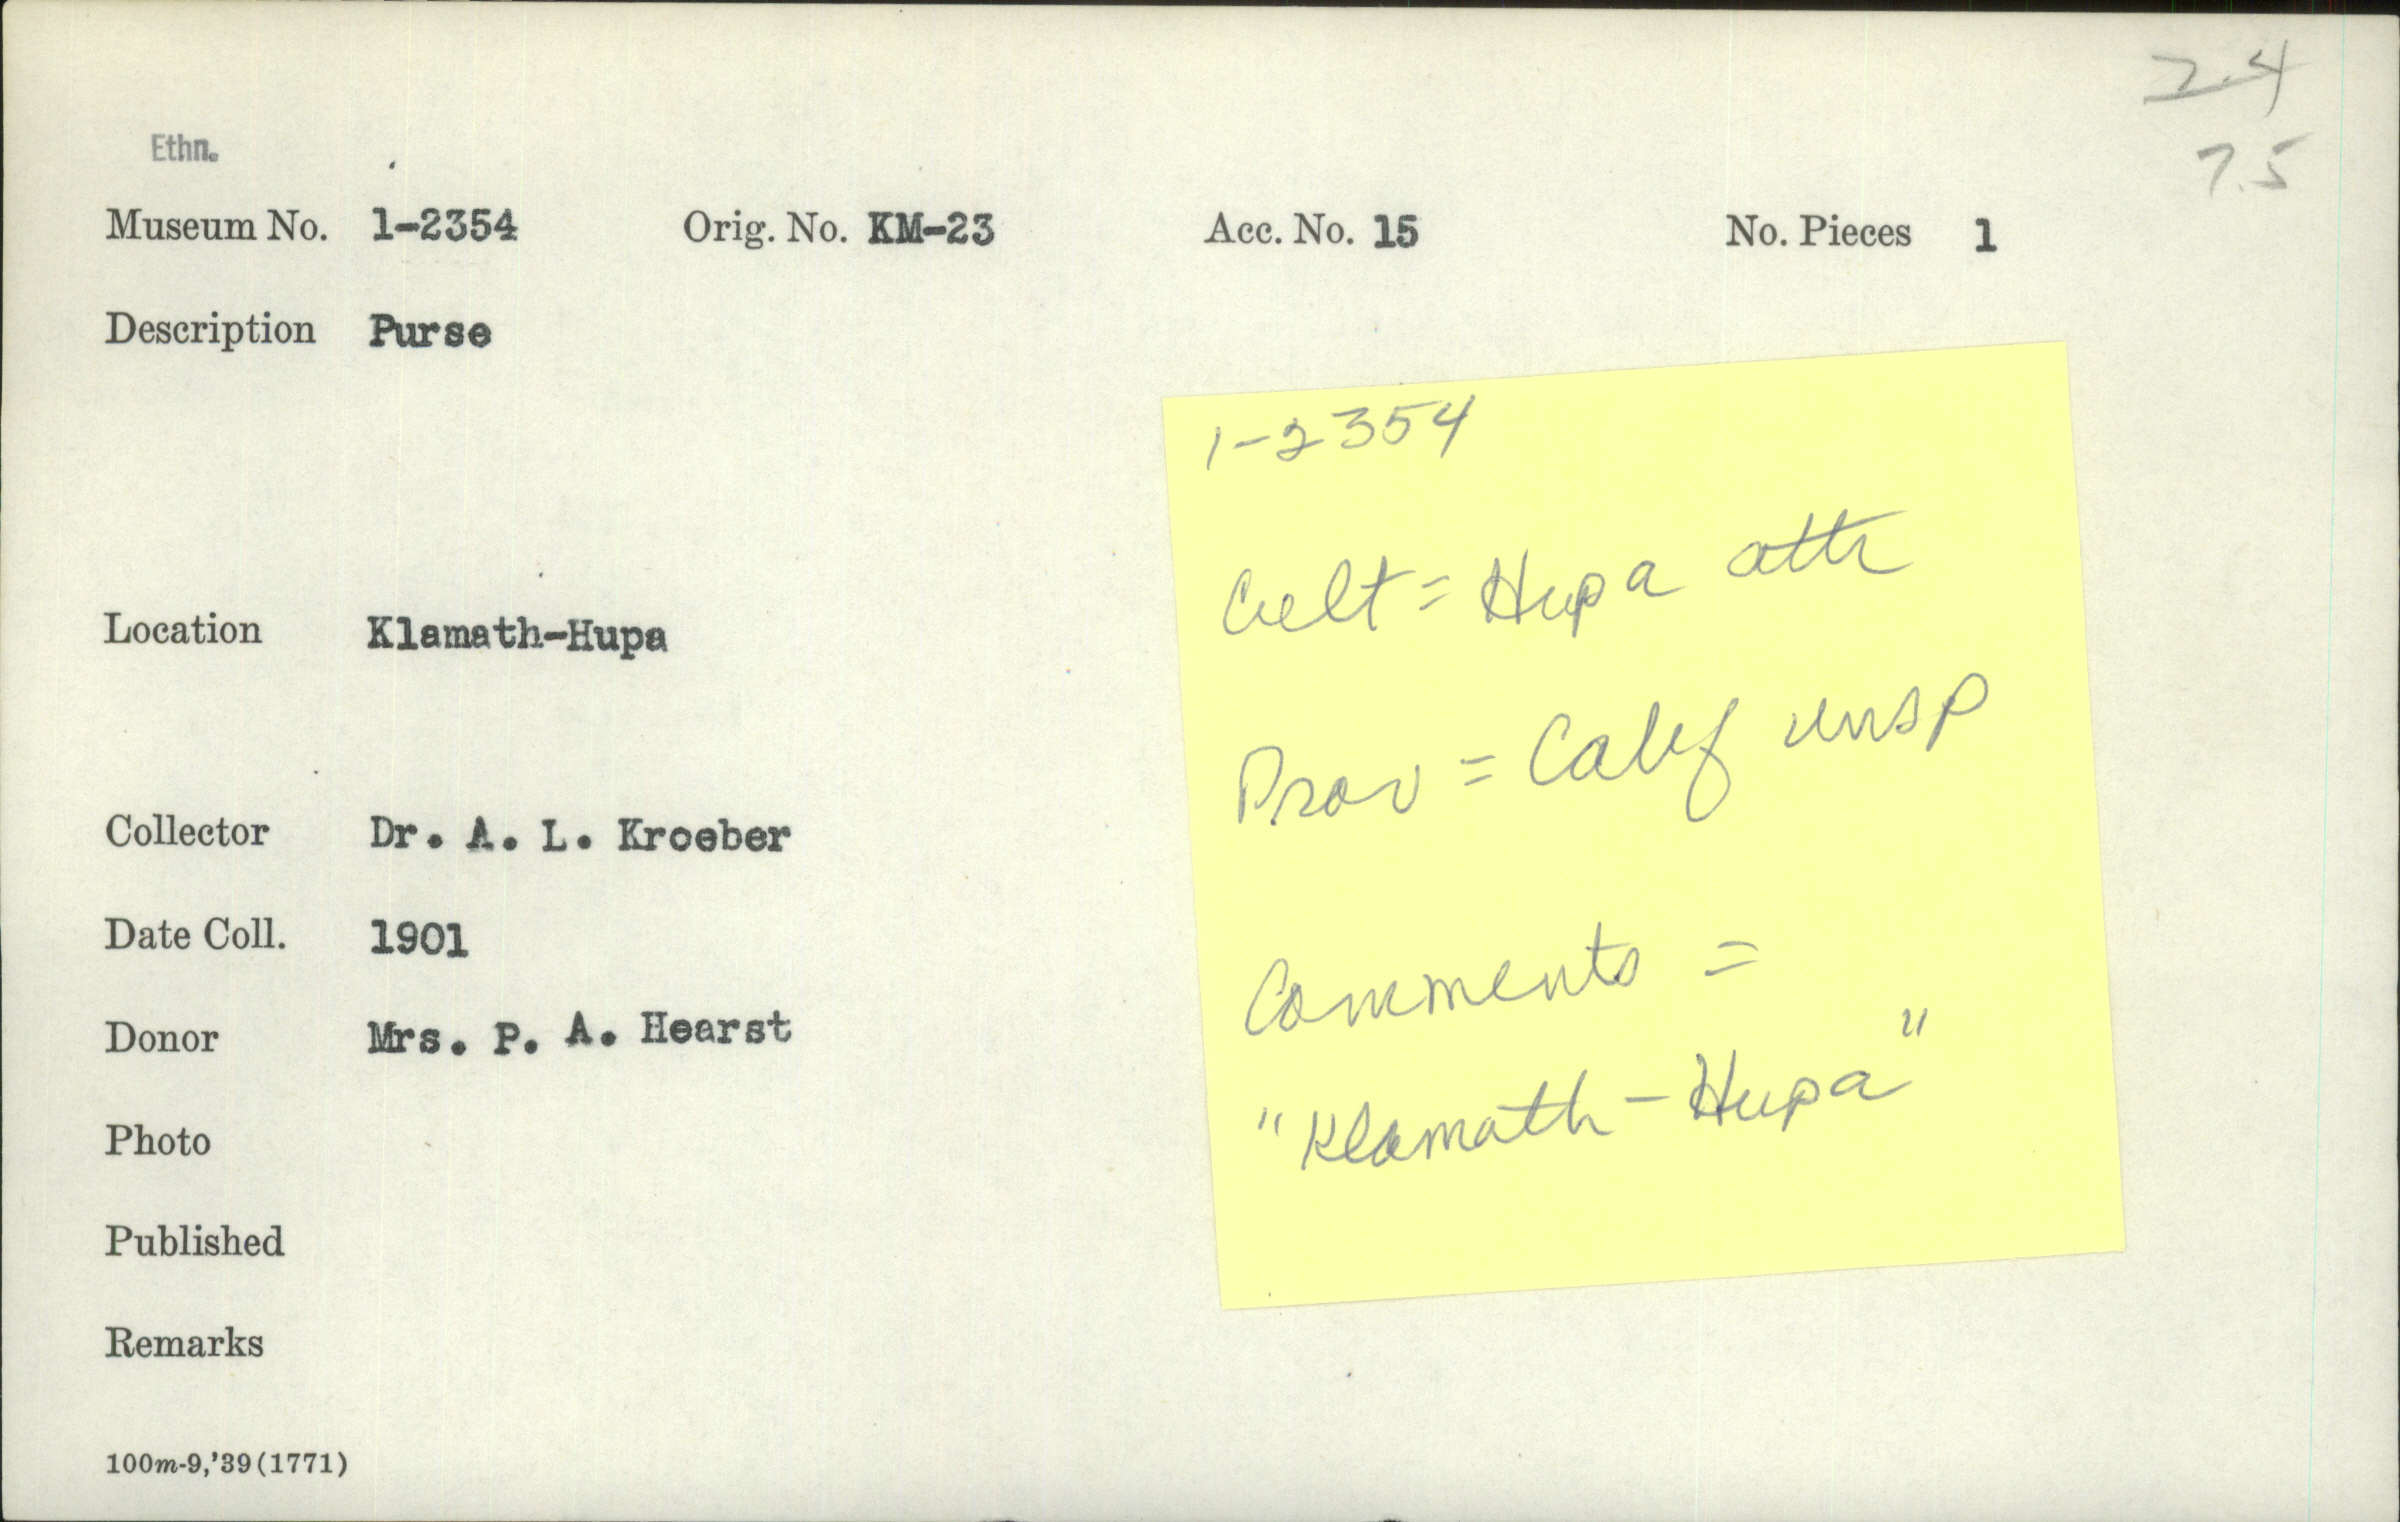 2.4
7.5
Ethn.
Museum No. 1-2354 Orig. No. KM-23 Acc. No. 15 No. Pieces 1
Description Purse
Location Klamath-Hupa
Collector Dr. A. L. Kroeber
Date Coll. 1901
Donor Mrs. P. A. Hearst
Photo
Published
Remarks
100m-9,'39(1771)
1-2354
Cult = Hupa attr
Prov = Calif unsp
Comments =
"Klamath-Hupa"